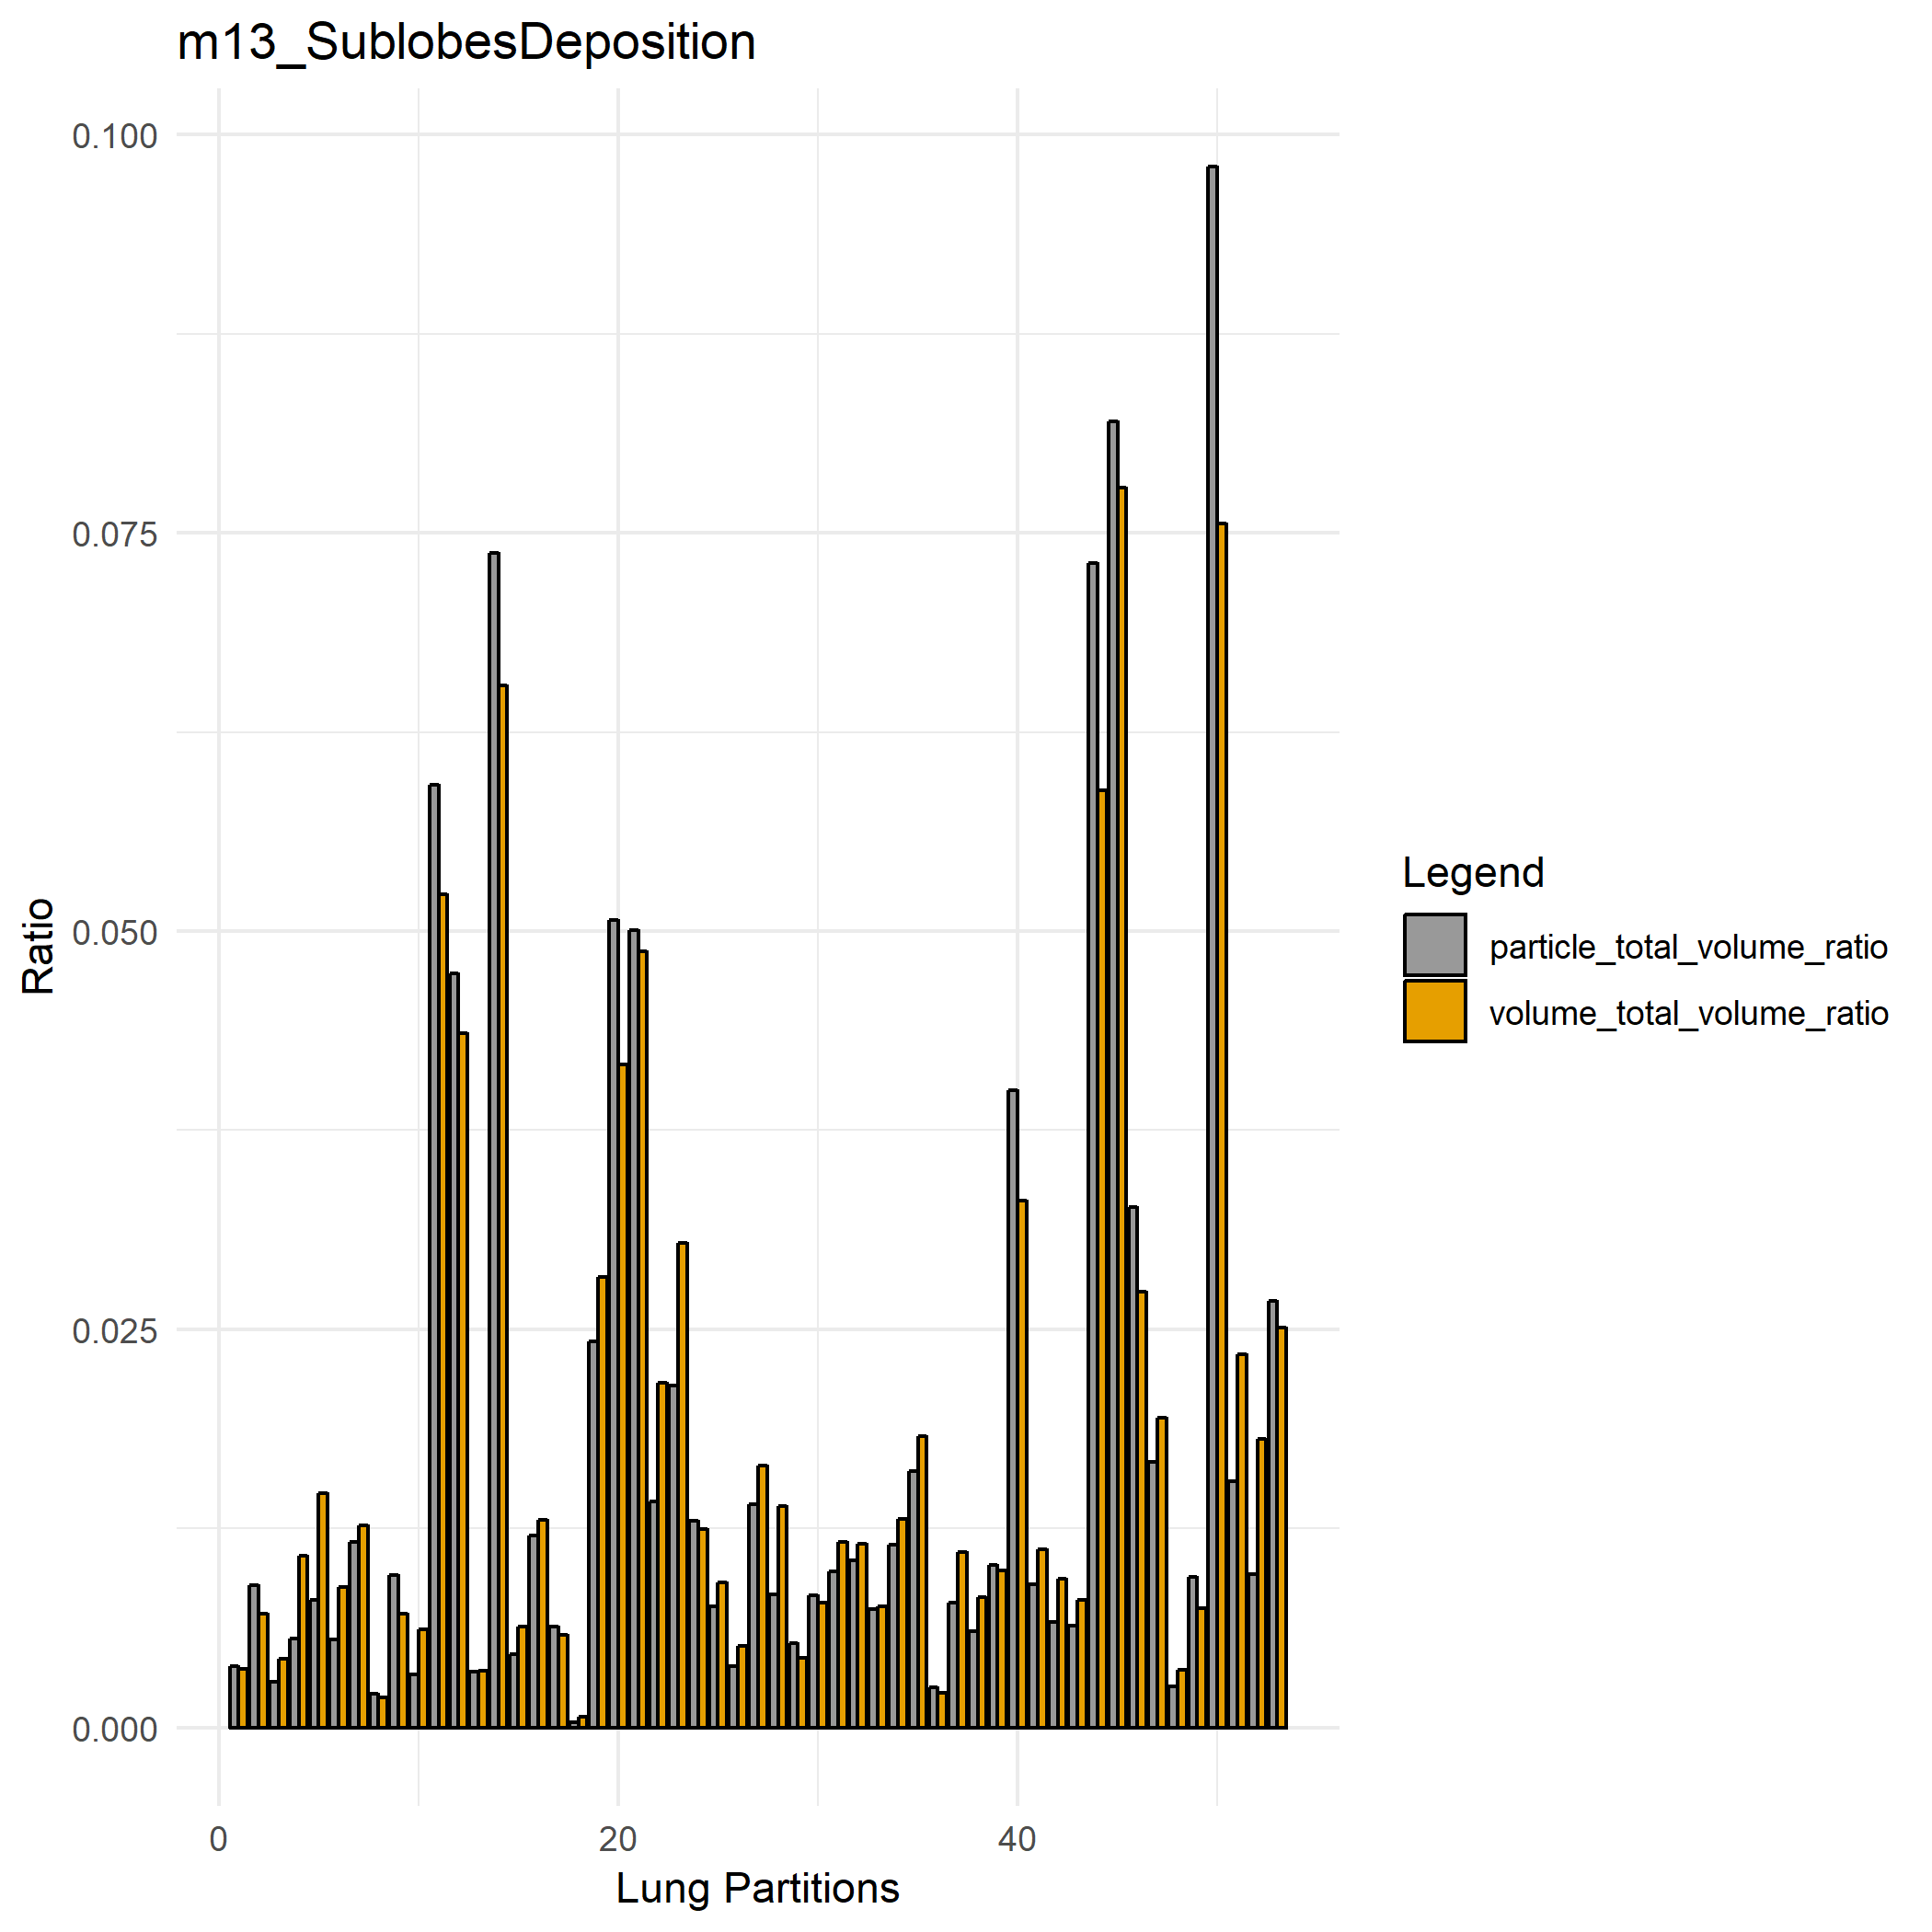 m13_SublobesDeposition
0.100
0.075
0.050
0.025
0.000
Ratio
0
20
40
Lung Partitions
Legend
particle_total_volume_ratio
volume_total_volume_ratio